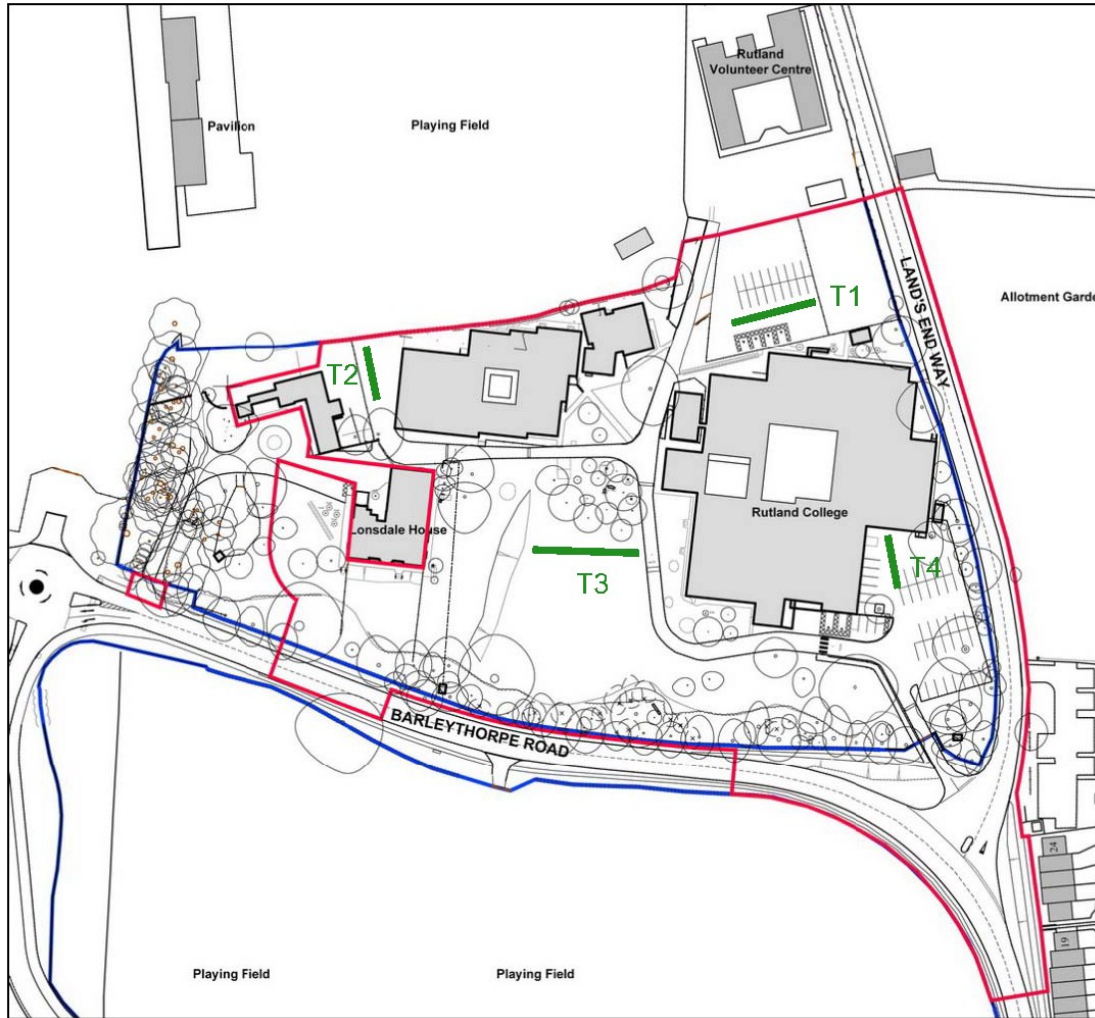 Rutland
Volunteer Centre
Pavilion
Playing Field
LAND'S END WAY
Allotment Garde
T1
T2
Lonsdale House
Rutland College
T3
T4
BARLEYTHORPE ROAD
24
19
Playing Field
Playing Field